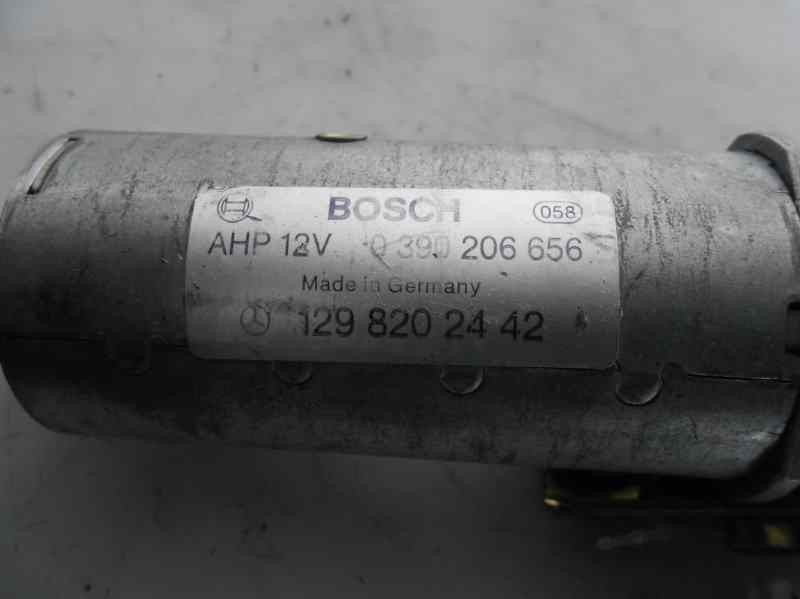 BOSCH 058
AHP 12V 0 390 206 656
Made in Germany
129 820 24 42